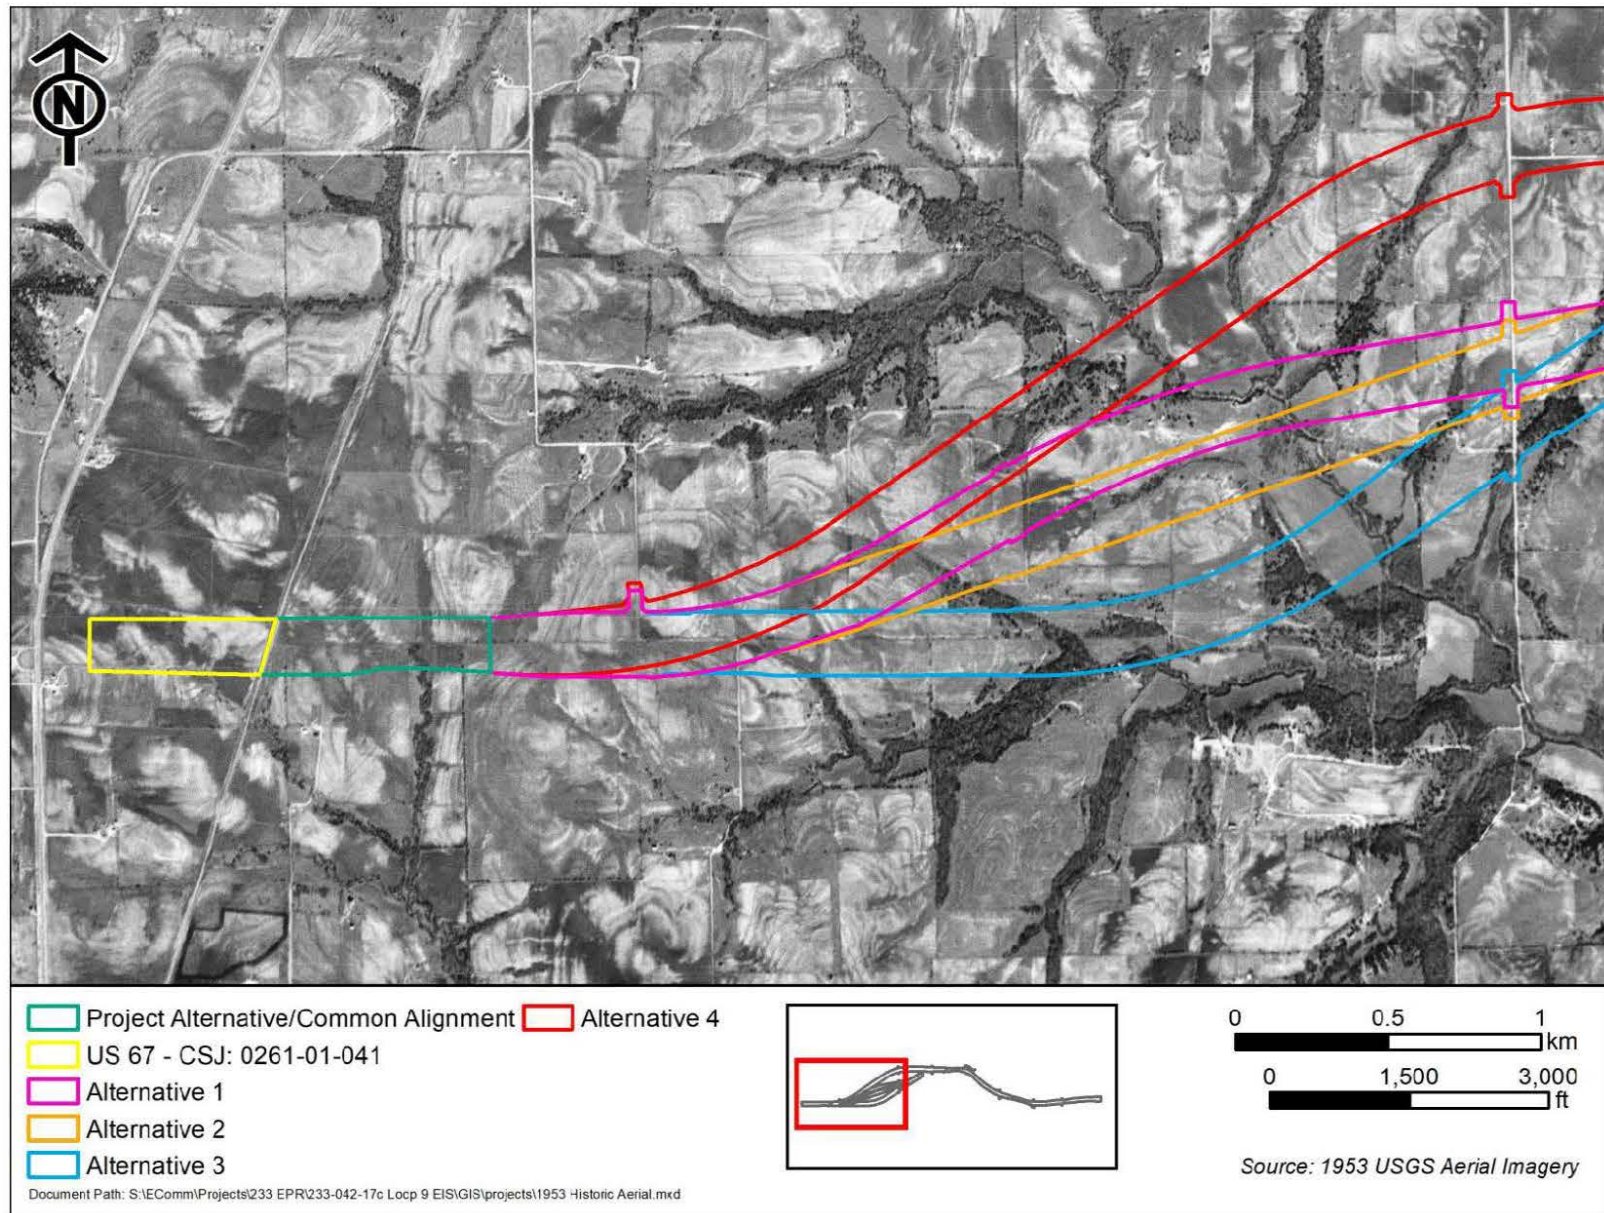 N
Project Alternative/Common Alignment
Alternative 4
US 67 - CSJ: 0261-01-041
Alternative 1
Alternative 2
Alternative 3
0 0.5 1
km
0 1,500 3,000
ft
Source: 1953 USGS Aerial Imagery
Document Path: S:\EComm\Projects\233 EPR\233-042-17c Loop 9 EIS\GIS\projects\1953 Historic Aerial.mxd